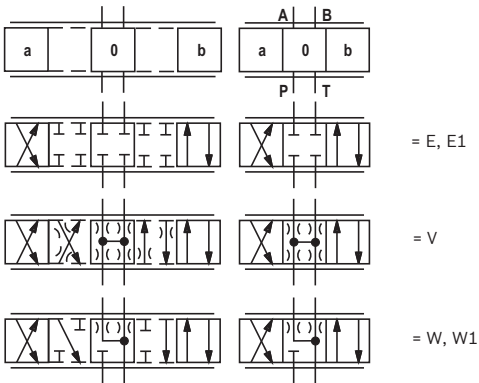 A B
a 0 b a 0 b
P T
= E, E1
= V
= W, W1